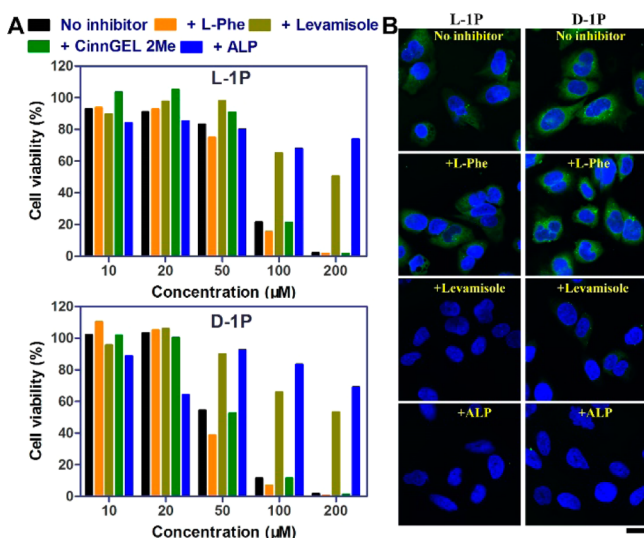 A
No inhibitor + L-Phe + Levamisole
+ CinnGEL 2Me + ALP
L-1P
Cell viability (%)
120
100
80
60
40
20
0
10 20 50 100 200
Concentration (µM)
D-1P
Cell viability (%)
120
100
80
60
40
20
0
10 20 50 100 200
Concentration (µM)
B
L-1P D-1P
No inhibitor No inhibitor
+L-Phe +L-Phe
+Levamisole +Levamisole
+ALP +ALP